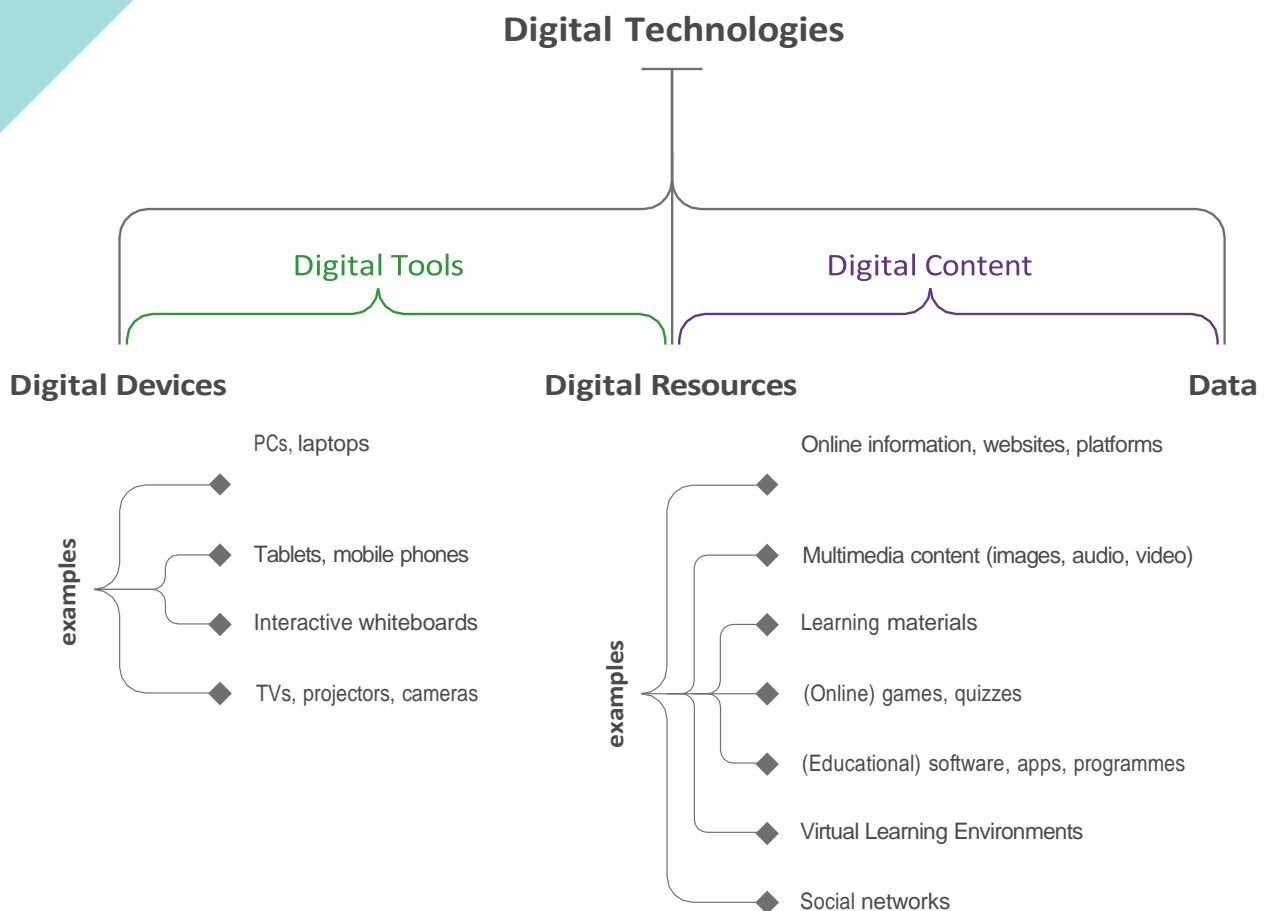 Digital Technologies
Digital Tools
Digital Content
Digital Devices
Digital Resources
Data
examples
PCs, laptops
Tablets, mobile phones
Interactive whiteboards
TVs, projectors, cameras
examples
Online information, websites, platforms
Multimedia content (images, audio, video)
Learning materials
(Online) games, quizzes
(Educational) software, apps, programmes
Virtual Learning Environments
Social networks